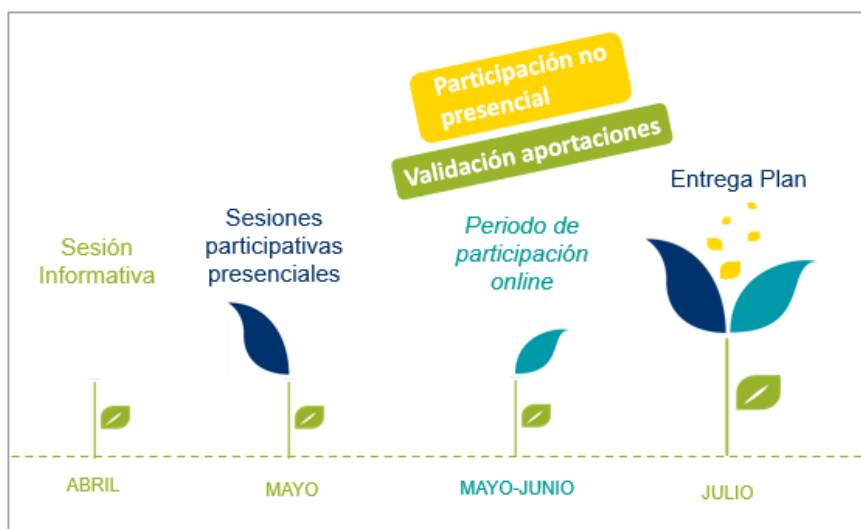 Participación no
presencial
Validación aportaciones
Entrega Plan
Sesión
Informativa
Sesiones
participativas
presenciales
Periodo de
participación
online
ABRIL
MAYO
MAYO-JUNIO
JULIO